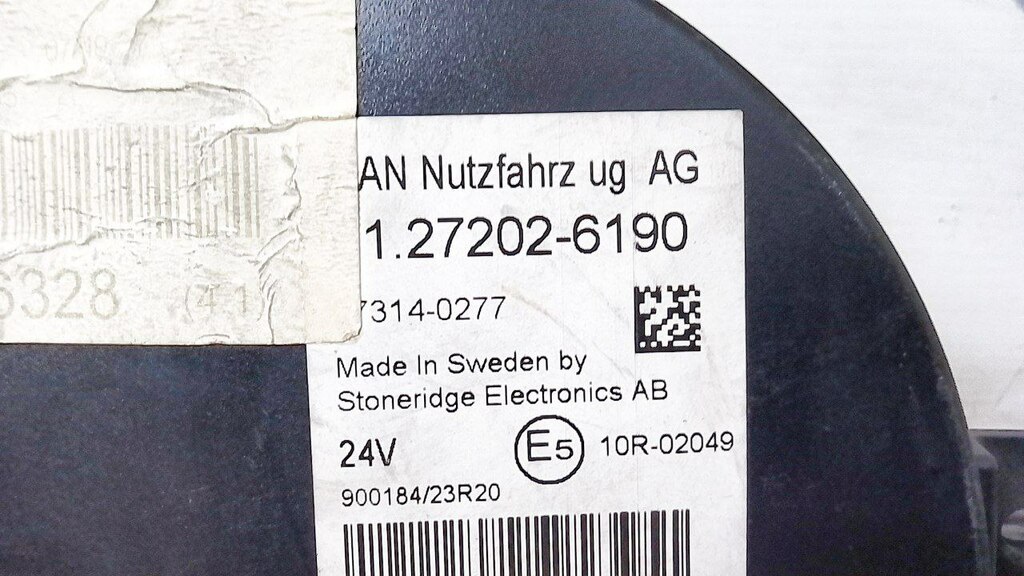 AN Nutzfahrz ug AG
1.27202-6190
7314-0277
Made In Sweden by
Stoneridge Electronics AB
24V
E5
10R-02049
900184/23R20
6328
(4.1)